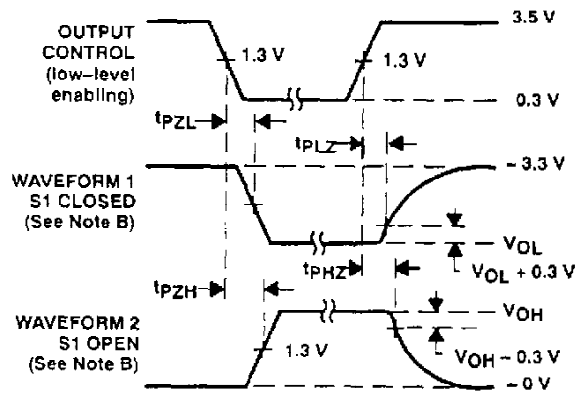 OUTPUT
CONTROL
(low-level
enabling)
3.5 V
1.3 V
1.3 V
0.3 V
tPZL
tPLZ
WAVEFORM 1
S1 CLOSED
(See Note B)
~3.3V
VOL
VOL + 0.3 V
tPHZ
tPZH
WAVEFORM 2
S1 OPEN
(See Note B)
1.3 V
VOH
VOH - 0.3 V
~0 V